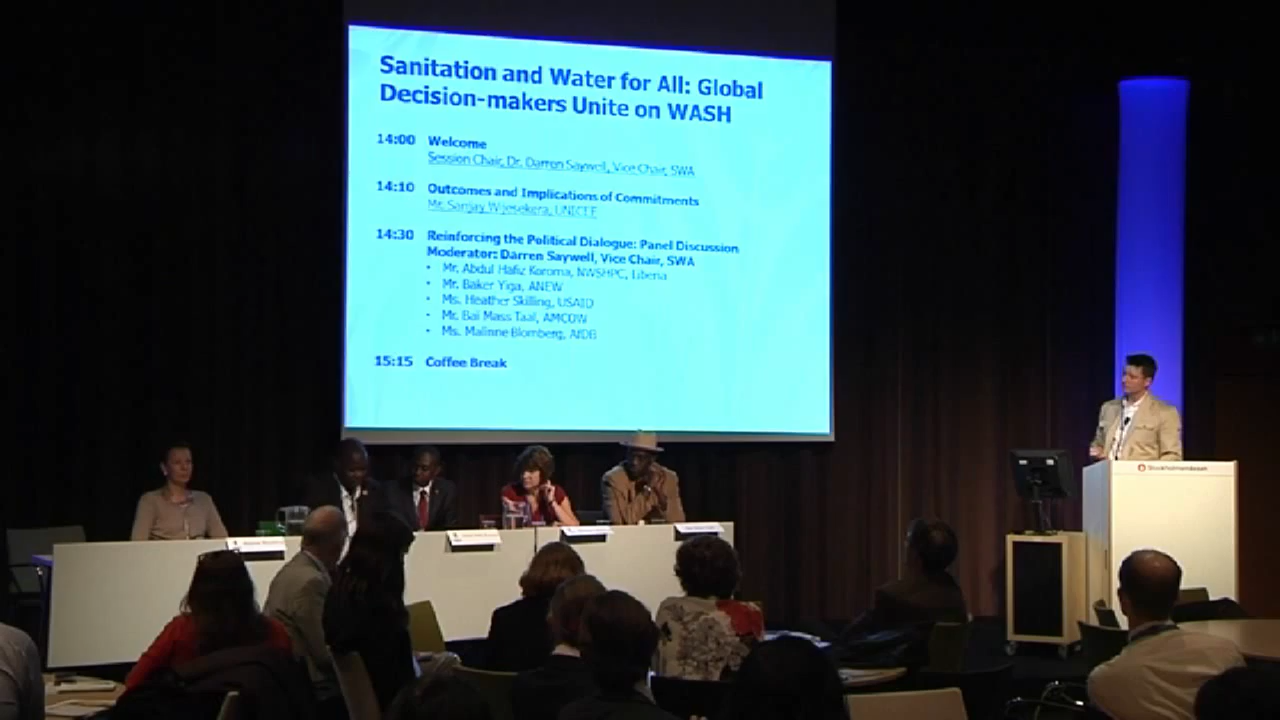 Sanitation and Water for All: Global
Decision-makers Unite on WASH
14:00 Welcome
Session Chair, Dr. Darren Saywell, Vice Chair, SWA
14:10 Outcomes and Implications of Commitments
Mr. Sanjay Wijesekera, UNICEF
14:30 Reinforcing the Political Dialogue: Panel Discussion
Moderator: Darren Saywell, Vice Chair, SWA
• Mr. Abdul Hafiz Koroma, NWSHPC, Liberia
• Mr. Baker Yiga, ANEW
• Ms. Heather Skilling, USAID
• Mr. Bai Mass Taal, AMCOW
• Ms. Malinne Blomberg, AfDB
15:15 Coffee Break
Stockholmsmässan